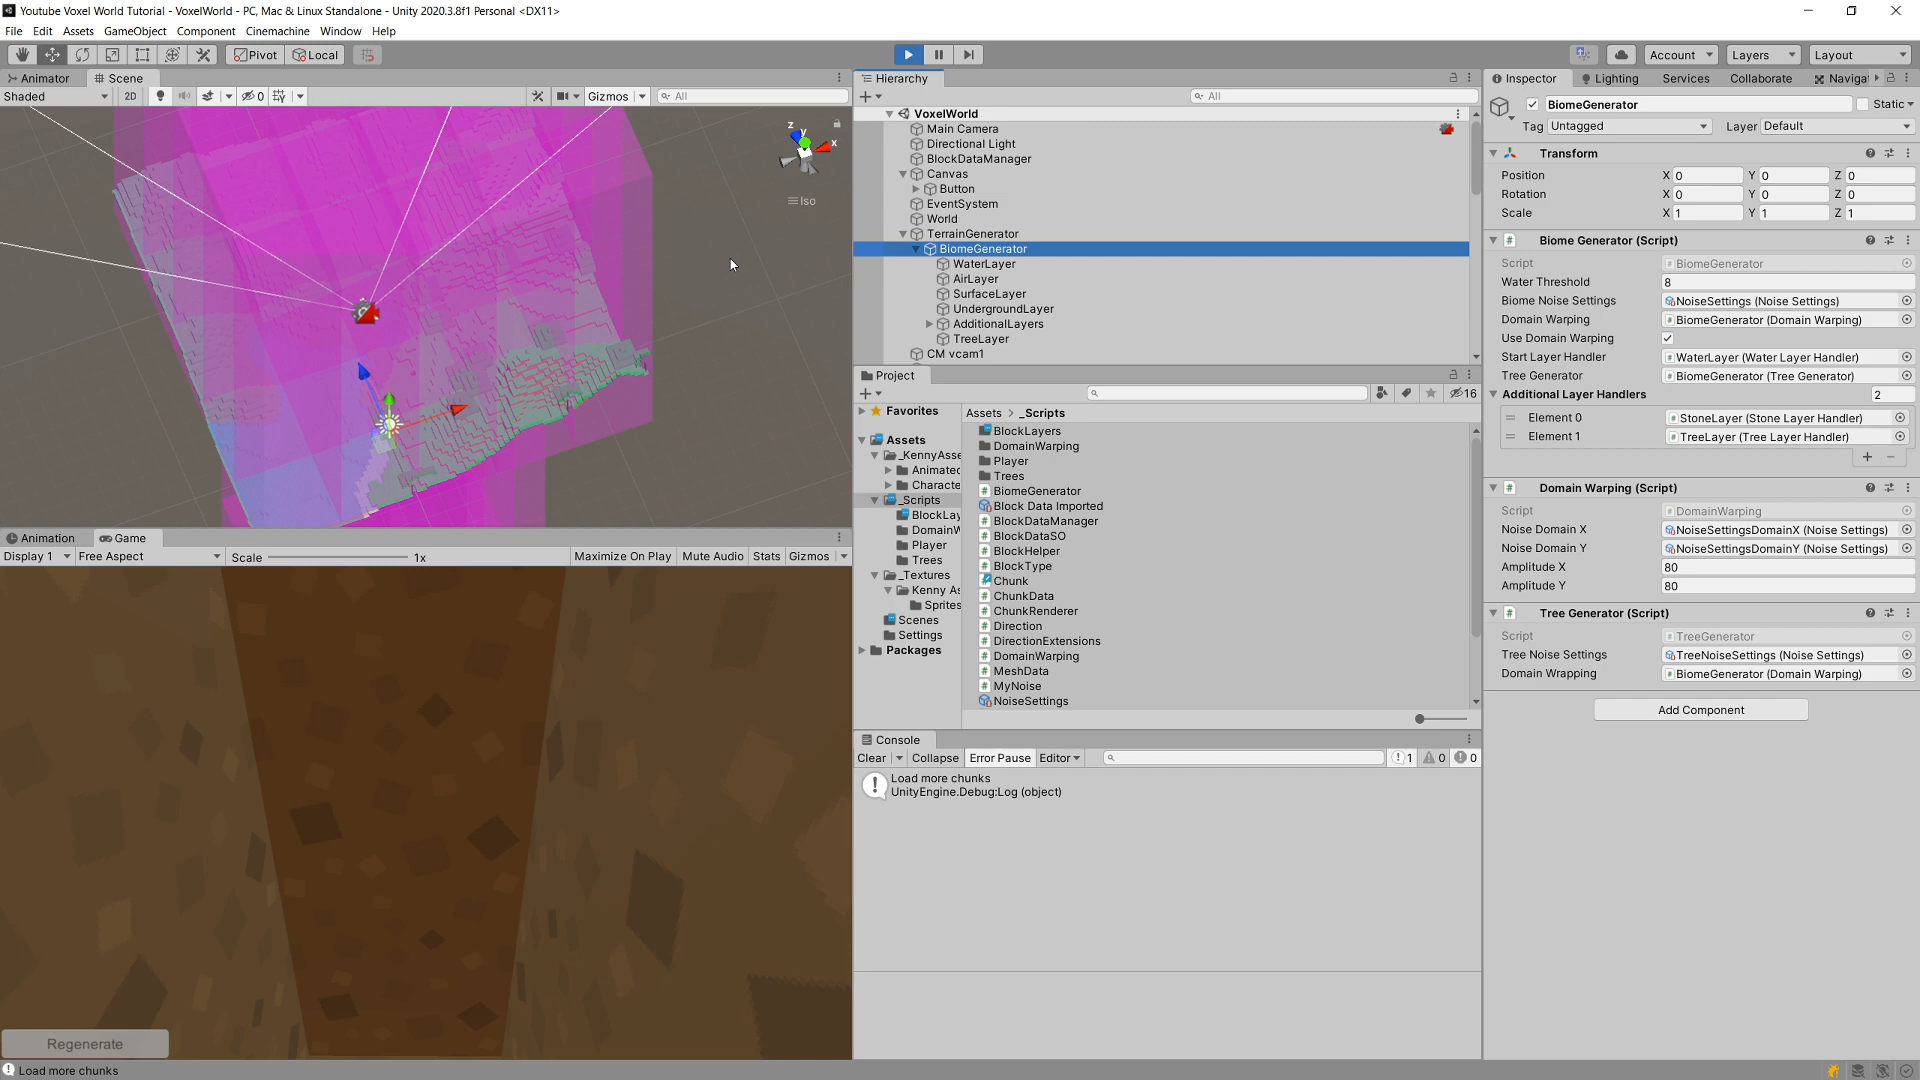 Youtube Voxel World Tutorial - VoxelWorld - PC, Mac & Linux Standalone - Unity 2020.3.8f1 Personal <DX11>
File Edit Assets GameObject Component Cinemachine Window Help
Pivot Local
Account Layers Layout
Animator Scene
Shaded 2D 0 Gizmos All
z y x
Iso
Hierarchy
All
VoxelWorld
Main Camera
Directional Light
BlockDataManager
Canvas
Button
EventSystem
World
TerrainGenerator
BiomeGenerator
WaterLayer
AirLayer
SurfaceLayer
UndergroundLayer
AdditionalLayers
TreeLayer
CM vcam1
Project
16
Favorites
Assets
_KennyAsse
Animated
Characte
_Scripts
BlockLay
DomainW
Player
Trees
_Textures
Kenny As
Sprites
Scenes
Settings
Packages
Assets > _Scripts
BlockLayers
DomainWarping
Player
Trees
BiomeGenerator
Block Data Imported
BlockDataManager
BlockDataSO
BlockHelper
BlockType
Chunk
ChunkData
ChunkRenderer
Direction
DirectionExtensions
DomainWarping
MeshData
MyNoise
NoiseSettings
Console
Clear Collapse Error Pause Editor 1 0 0
Load more chunks
UnityEngine.Debug:Log (object)
Animation Game
Display 1 Free Aspect Scale 1x Maximize On Play Mute Audio Stats Gizmos
Regenerate
Load more chunks
Inspector Lighting Services Collaborate Navigat
BiomeGenerator Static
Tag Untagged Layer Default
Transform
Position X 0 Y 0 Z 0
Rotation X 0 Y 0 Z 0
Scale X 1 Y 1 Z 1
Biome Generator (Script)
Script BiomeGenerator
Water Threshold 8
Biome Noise Settings NoiseSettings (Noise Settings)
Domain Warping BiomeGenerator (Domain Warping)
Use Domain Warping
Start Layer Handler WaterLayer (Water Layer Handler)
Tree Generator BiomeGenerator (Tree Generator)
Additional Layer Handlers 2
Element 0 StoneLayer (Stone Layer Handler)
Element 1 TreeLayer (Tree Layer Handler)
+ -
Domain Warping (Script)
Script DomainWarping
Noise Domain X NoiseSettingsDomainX (Noise Settings)
Noise Domain Y NoiseSettingsDomainY (Noise Settings)
Amplitude X 80
Amplitude Y 80
Tree Generator (Script)
Script TreeGenerator
Tree Noise Settings TreeNoiseSettings (Noise Settings)
Domain Wrapping BiomeGenerator (Domain Warping)
Add Component